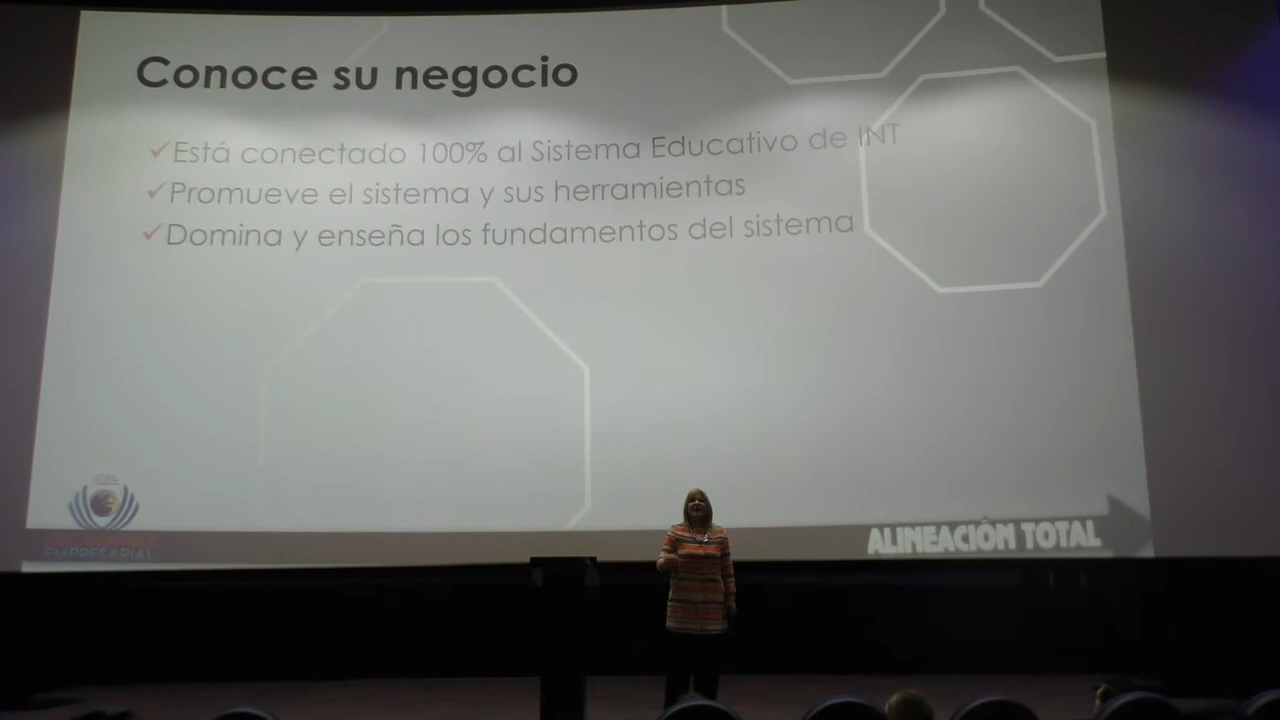 Conoce su negocio
✓Está conectado 100% al Sistema Educativo de INT
✓Promueve el sistema y sus herramientas
✓Domina y enseña los fundamentos del sistema
EMPRESARIAL
ALINEACIÓN TOTAL